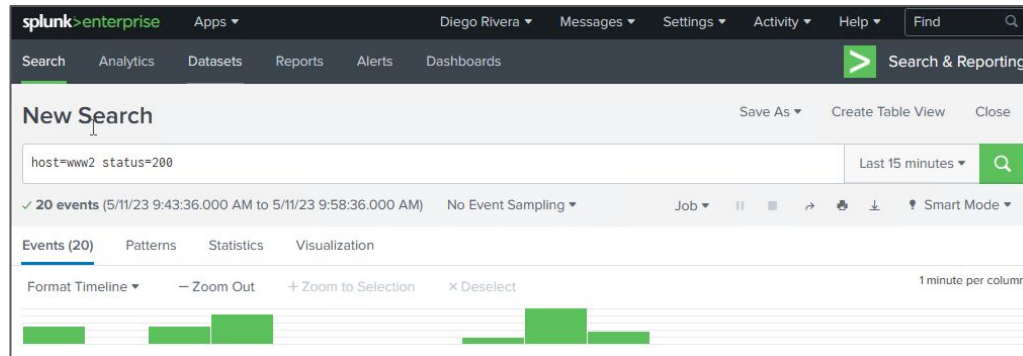 splunk>enterprise Apps Diego Rivera Messages Settings Activity Help Find
Search Analytics Datasets Reports Alerts Dashboards Search & Reporting
New Search Save As Create Table View Close
host=www2 status=200 Last 15 minutes
20 events (5/11/23 9:43:36.000 AM to 5/11/23 9:58:36.000 AM) No Event Sampling Job Smart Mode
Events (20) Patterns Statistics Visualization
Format Timeline — Zoom Out + Zoom to Selection × Deselect 1 minute per column